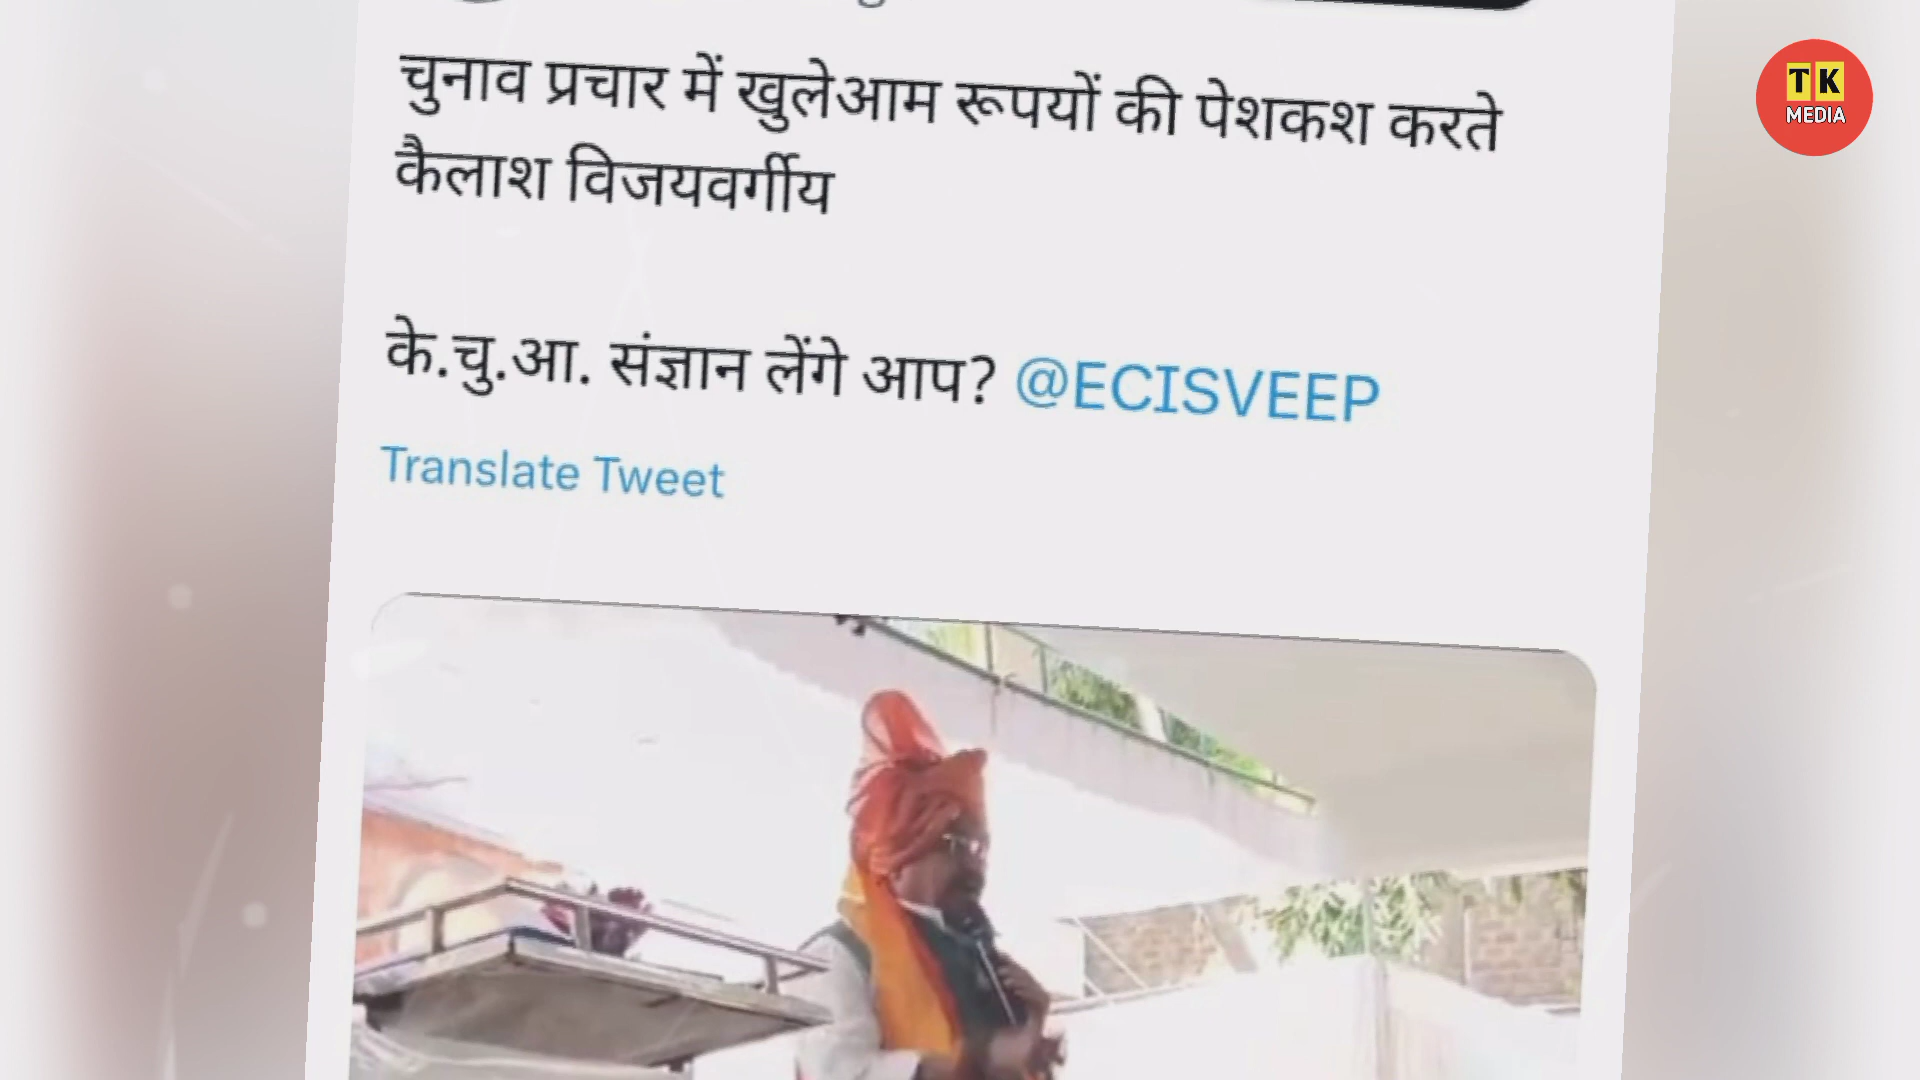 चुनाव प्रचार में खुलेआम रूपयों की पेशकश करते
कैलाश विजयवर्गीय
के.चु.आ. संज्ञान लेंगे आप? @ECISVEEP
Translate Tweet
TK
MEDIA